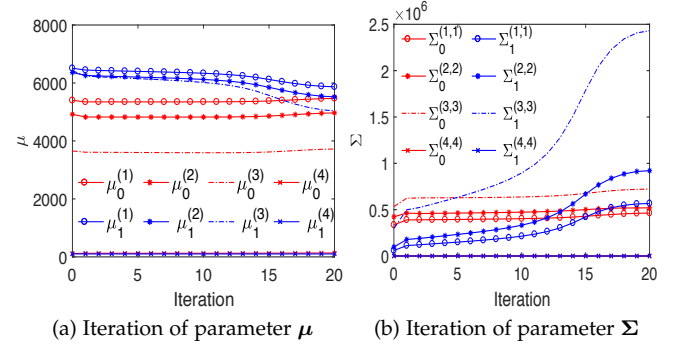 8000
6000
4000
2000
0
μ
μ₀⁽¹⁾ μ₀⁽²⁾ μ₀⁽³⁾ μ₀⁽⁴⁾
μ₁⁽¹⁾ μ₁⁽²⁾ μ₁⁽³⁾ μ₁⁽⁴⁾
0 5 10 15 20
Iteration
(a) Iteration of parameter μ
×10⁶
2.5
2
1.5
1
0.5
0
Σ
Σ₀⁽¹,¹⁾ Σ₁⁽¹,¹⁾
Σ₀⁽²,²⁾ Σ₁⁽²,²⁾
Σ₀⁽³,³⁾ Σ₁⁽³,³⁾
Σ₀⁽⁴,⁴⁾ Σ₁⁽⁴,⁴⁾
0 5 10 15 20
Iteration
(b) Iteration of parameter Σ